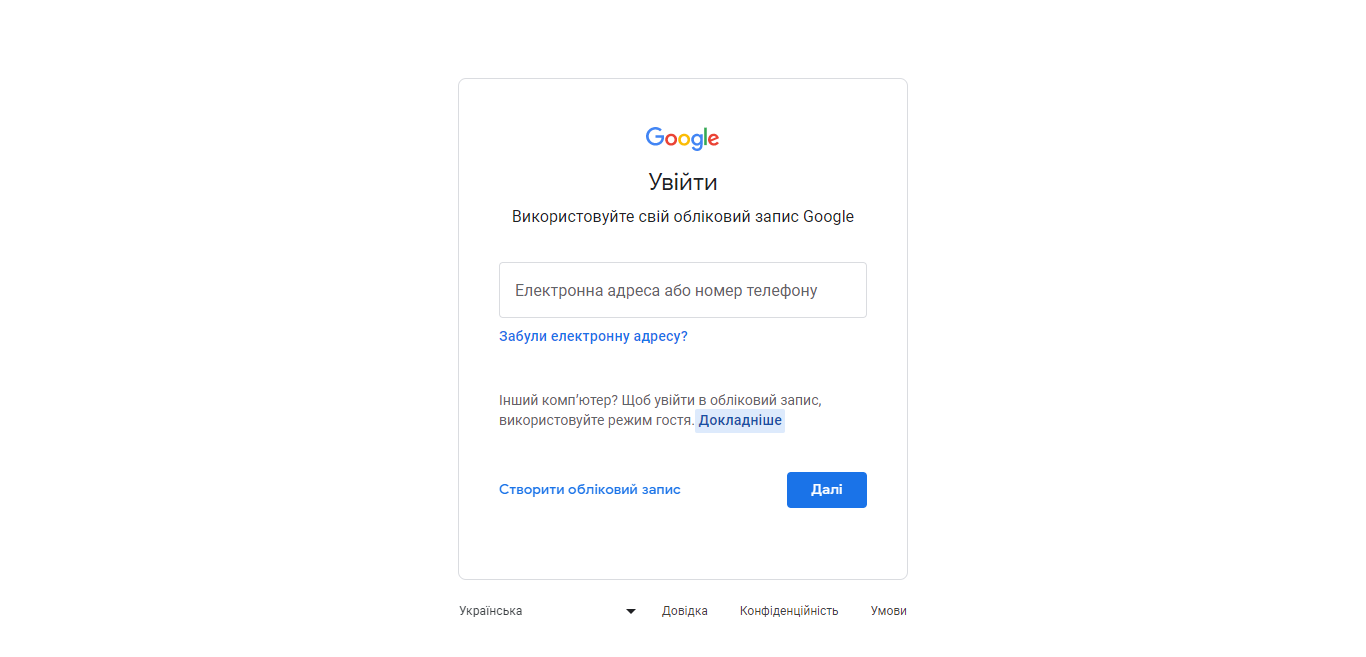 Google
Увійти
Використовуйте свій обліковий запис Google
Електронна адреса або номер телефону
Забули електронну адресу?
Інший комп’ютер? Щоб увійти в обліковий запис,
використовуйте режим гостя. Докладніше
Створити обліковий запис
Далі
Українська
Довідка
Конфіденційність
Умови